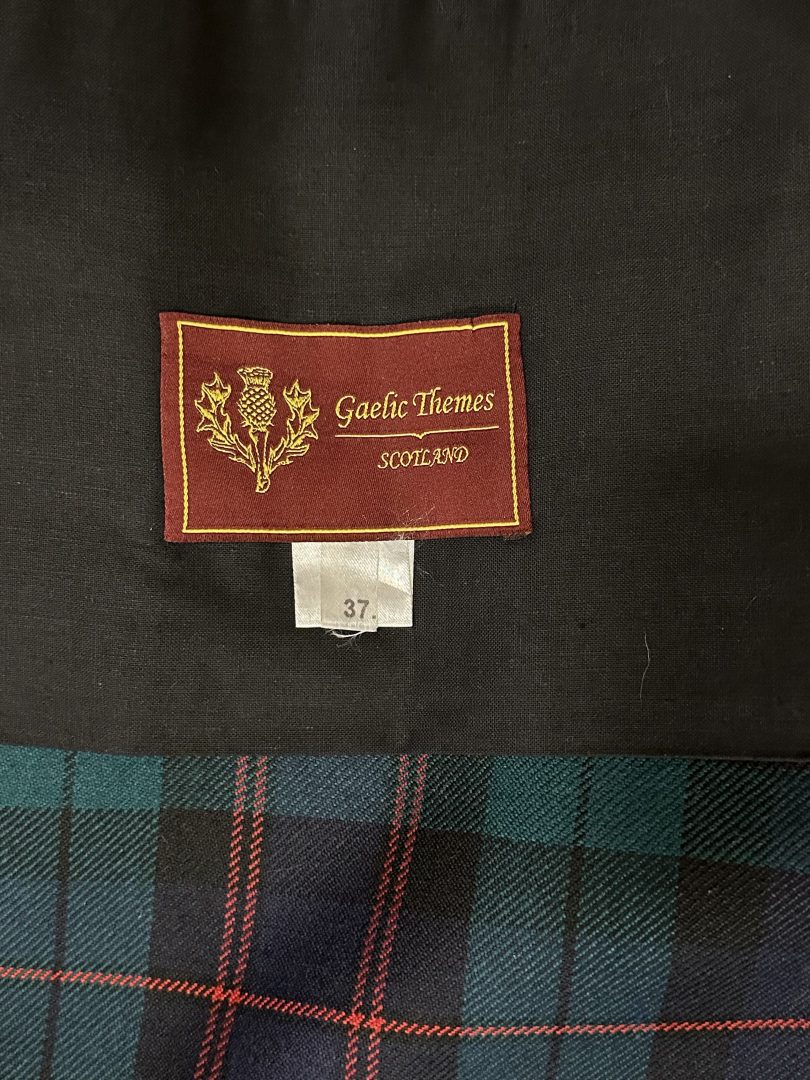 Gaelic Themes
SCOTLAND
37.